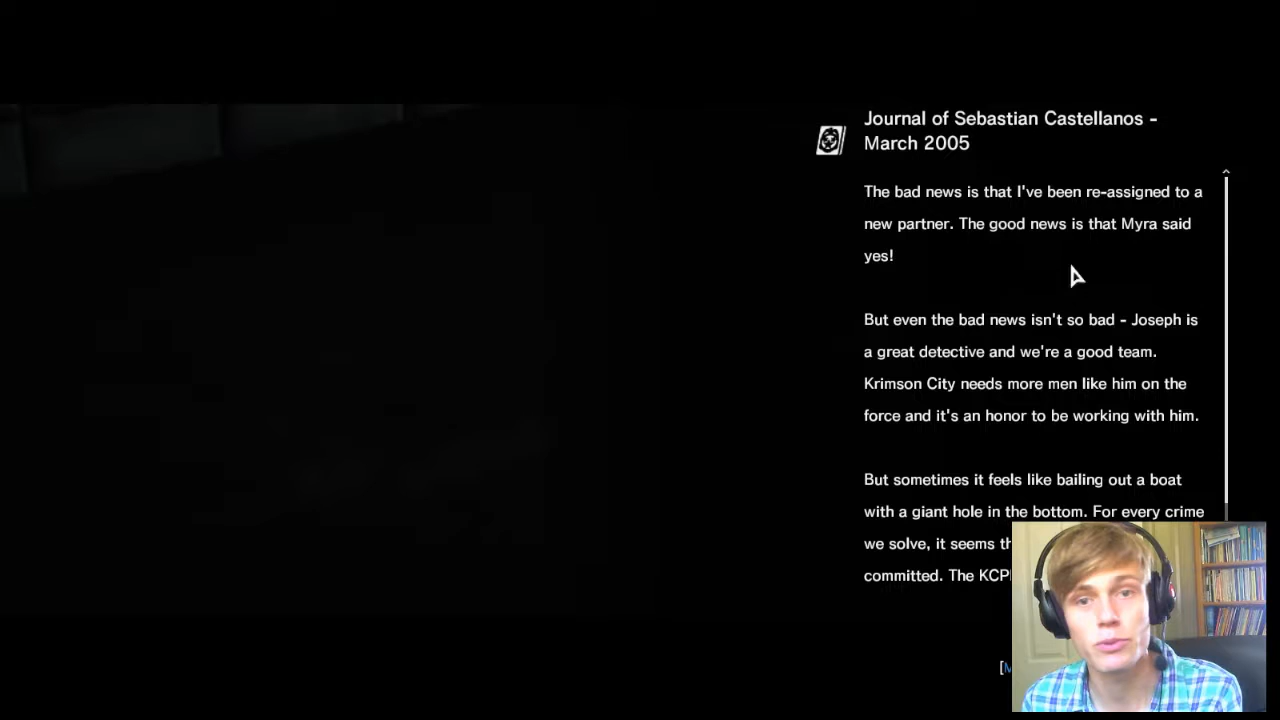 Journal of Sebastian Castellanos -
March 2005
The bad news is that I've been re-assigned to a
new partner. The good news is that Myra said
yes!
But even the bad news isn't so bad - Joseph is
a great detective and we're a good team.
Krimson City needs more men like him on the
force and it's an honor to be working with him.
But sometimes it feels like bailing out a boat
with a giant hole in the bottom. For every crime
we solve, it seems
committed. The